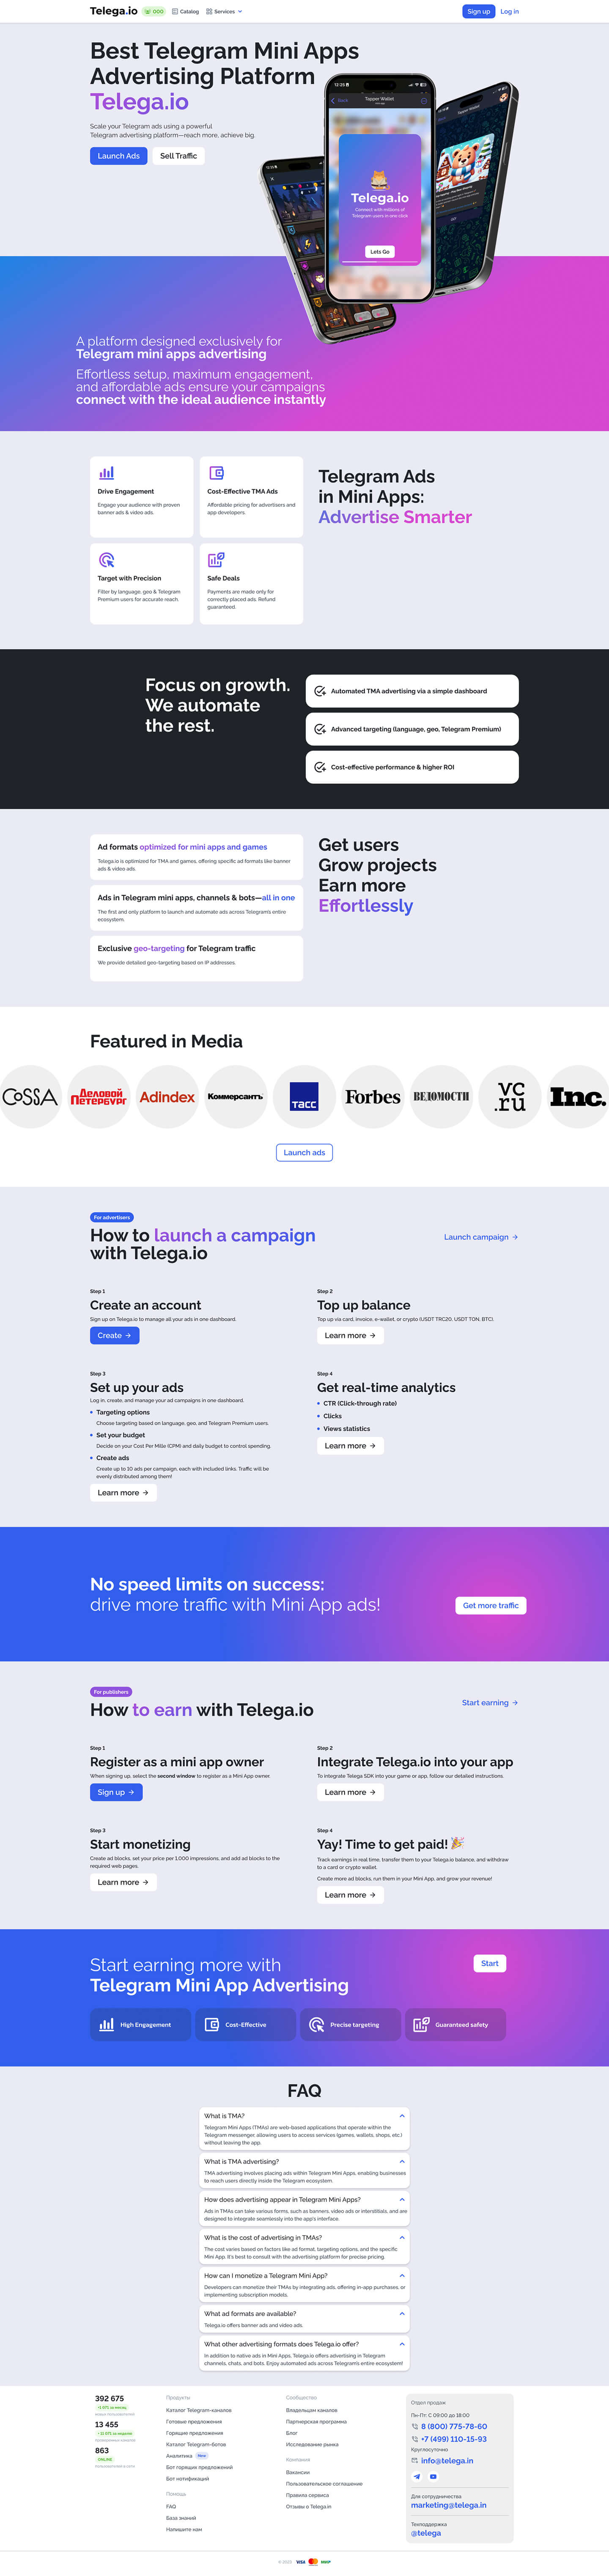 Telega.io
Catalog
Services
Sign up
Log in
Best Telegram Mini Apps
Advertising Platform
Telega.io
Scale your Telegram ads using a powerful
Telegram advertising platform—reach more, achieve big.
Launch Ads
Sell Traffic
12:25
Back
Tapper Wallet
Telega.io
Connect with millions of
Telegram users in one click
Lets Go
A platform designed exclusively for
Telegram mini apps advertising
Effortless setup, maximum engagement,
and affordable ads ensure your campaigns
connect with the ideal audience instantly
Drive Engagement
Engage your audience with proven
banner ads & video ads.
Cost-Effective TMA Ads
Affordable pricing for advertisers and
app developers.
Target with Precision
Filter by language, geo & Telegram
Premium users for accurate reach.
Safe Deals
Payments are made only for
correctly placed ads. Refund
guaranteed.
Telegram Ads
in Mini Apps:
Advertise Smarter
Focus on growth.
We automate
the rest.
Automated TMA advertising via a simple dashboard
Advanced targeting (language, geo, Telegram Premium)
Cost-effective performance & higher ROI
Ad formats optimized for mini apps and games
Telega.io is optimized for TMA and games, offering specific ad formats like banner
ads & video ads.
Ads in Telegram mini apps, channels & bots—all in one
The first and only platform to launch and automate ads across Telegram's entire
ecosystem.
Exclusive geo-targeting for Telegram traffic
We provide detailed geo-targeting based on IP addresses.
Get users
Grow projects
Earn more
Effortlessly
Featured in Media
COSSA
Деловой
Петербург
Adindex
Коммерсантъ
ТАСС
Forbes
ВЕДОМОСТИ
vc
.ru
Inc.
Launch ads
For advertisers
How to launch a campaign
with Telega.io
Launch campaign →
Step 1
Create an account
Sign up on Telega.io to manage all your ads in one dashboard.
Create →
Step 2
Top up balance
Top up via card, invoice, e-wallet, or crypto (USDT TRC20, USDT TON, BTC).
Learn more →
Step 3
Set up your ads
Log in, create, and manage your ad campaigns in one dashboard.
• Targeting options
Choose targeting based on language, geo, and Telegram Premium users.
• Set your budget
Decide on your Cost Per Mille (CPM) and daily budget to control spending.
• Create ads
Create up to 10 ads per campaign, each with included links. Traffic will be
evenly distributed among them!
Learn more →
Step 4
Get real-time analytics
• CTR (Click-through rate)
• Clicks
• Views statistics
Learn more →
No speed limits on success:
drive more traffic with Mini App ads!
Get more traffic
For publishers
How to earn with Telega.io
Start earning →
Step 1
Register as a mini app owner
When signing up, select the second window to register as a Mini App owner.
Sign up →
Step 2
Integrate Telega.io into your app
To integrate Telega SDK into your game or app, follow our detailed instructions.
Learn more →
Step 3
Start monetizing
Create ad blocks, set your price per 1,000 impressions, and add ad blocks to the
required web pages.
Learn more →
Step 4
Yay! Time to get paid!
Track earnings in real time, transfer them to your Telega.io balance, and withdraw
to a card or crypto wallet.
Create more ad blocks, run them in your Mini App, and grow your revenue!
Learn more →
Start earning more with
Telegram Mini App Advertising
Start
High Engagement
Cost-Effective
Precise targeting
Guaranteed safety
FAQ
What is TMA?
Telegram Mini Apps (TMAs) are web-based applications that operate within the
Telegram messenger, allowing users to access services (games, wallets, shops, etc.)
without leaving the app.
What is TMA advertising?
TMA advertising involves placing ads within Telegram Mini Apps, enabling businesses
to reach users directly inside the Telegram ecosystem.
How does advertising appear in Telegram Mini Apps?
Ads in TMAs can take various forms, such as banners, video ads or interstitials, and are
designed to integrate seamlessly into the app's interface.
What is the cost of advertising in TMAs?
The cost varies based on factors like ad format, targeting options, and the specific
Mini App. It's best to consult with the advertising platform for precise pricing.
How can I monetize a Telegram Mini App?
Developers can monetize their TMAs by integrating ads, offering in-app purchases, or
implementing subscription models.
What ad formats are available?
Telega.io offers banner ads and video ads.
What other advertising formats does Telega.io offer?
In addition to native ads in Mini Apps, Telega.io offers advertising in Telegram
channels, chats, and bots. Enjoy automated ads across Telegram's entire ecosystem!
392 675
13 455
863
ONLINE
Продукты
Каталог Telegram-каналов
Готовые предложения
Горящие предложения
Каталог Telegram-ботов
Аналитика New
Бот горящих предложений
Бот нотификаций
Помощь
FAQ
База знаний
Напишите нам
Сообщество
Владельцам каналов
Партнерская программа
Блог
Исследование рынка
Компания
Вакансии
Пользовательское соглашение
Правила сервиса
Отзывы о Telega.in
Отдел продаж
Пн-Пт: С 09:00 до 18:00
8 (800) 775-78-60
+7 (499) 110-15-93
Круглосуточно
info@telega.in
Для сотрудничества
marketing@telega.in
Техподдержка
@telega
VISA
МИР